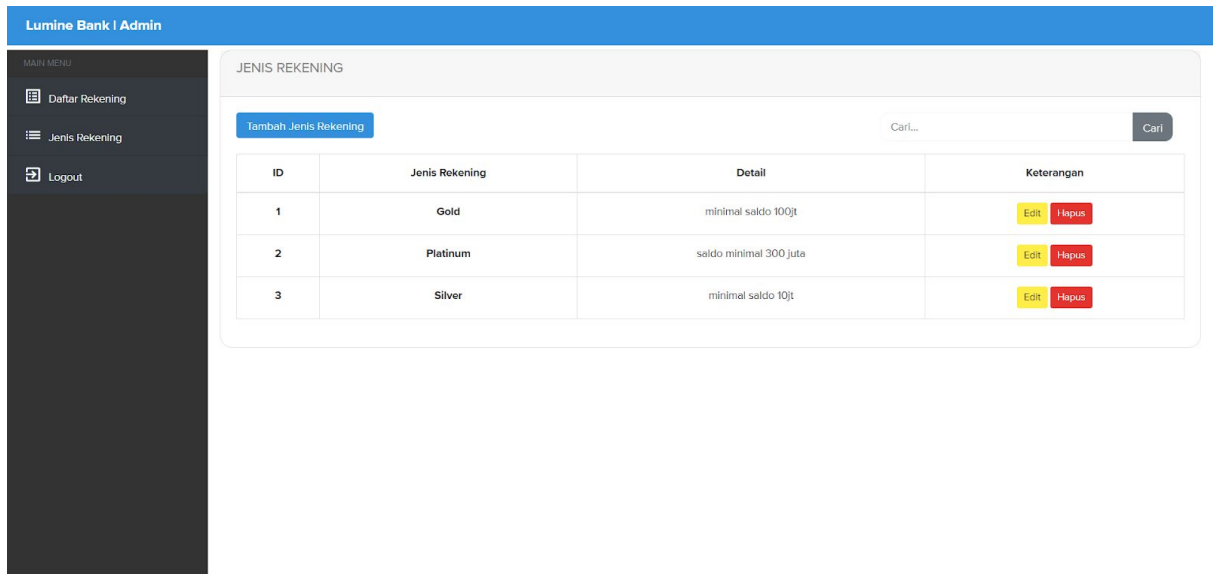 Lumine Bank | Admin
MAIN MENU
Daftar Rekening
Jenis Rekening
Logout
JENIS REKENING
Tambah Jenis Rekening
Cari...
Cari
ID Jenis Rekening Detail Keterangan
1 Gold minimal saldo 100jt Edit Hapus
2 Platinum saldo minimal 300 juta Edit Hapus
3 Silver minimal saldo 10jt Edit Hapus